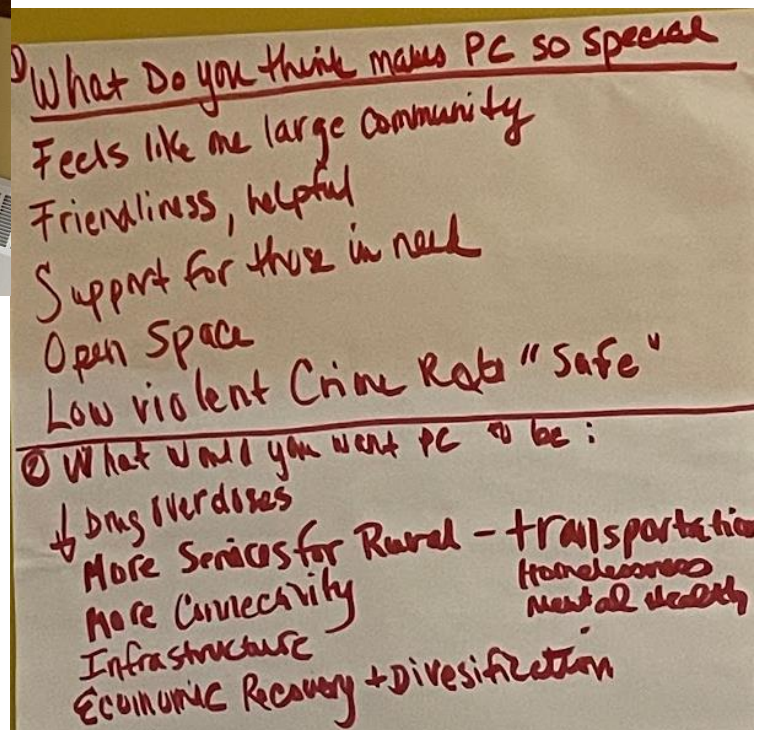 1) What Do you think makes PC so special
Feels like one large community
Friendliness, helpful
Support for those in need
Open Space
Low violent Crime Rate "Safe"
② What would you want PC to be:
↓ Drug overdoses
More Services for Rural - transportation
Homelessness
Mental Health
More Connectivity
Infrastructure
Economic Recovery + Divesification